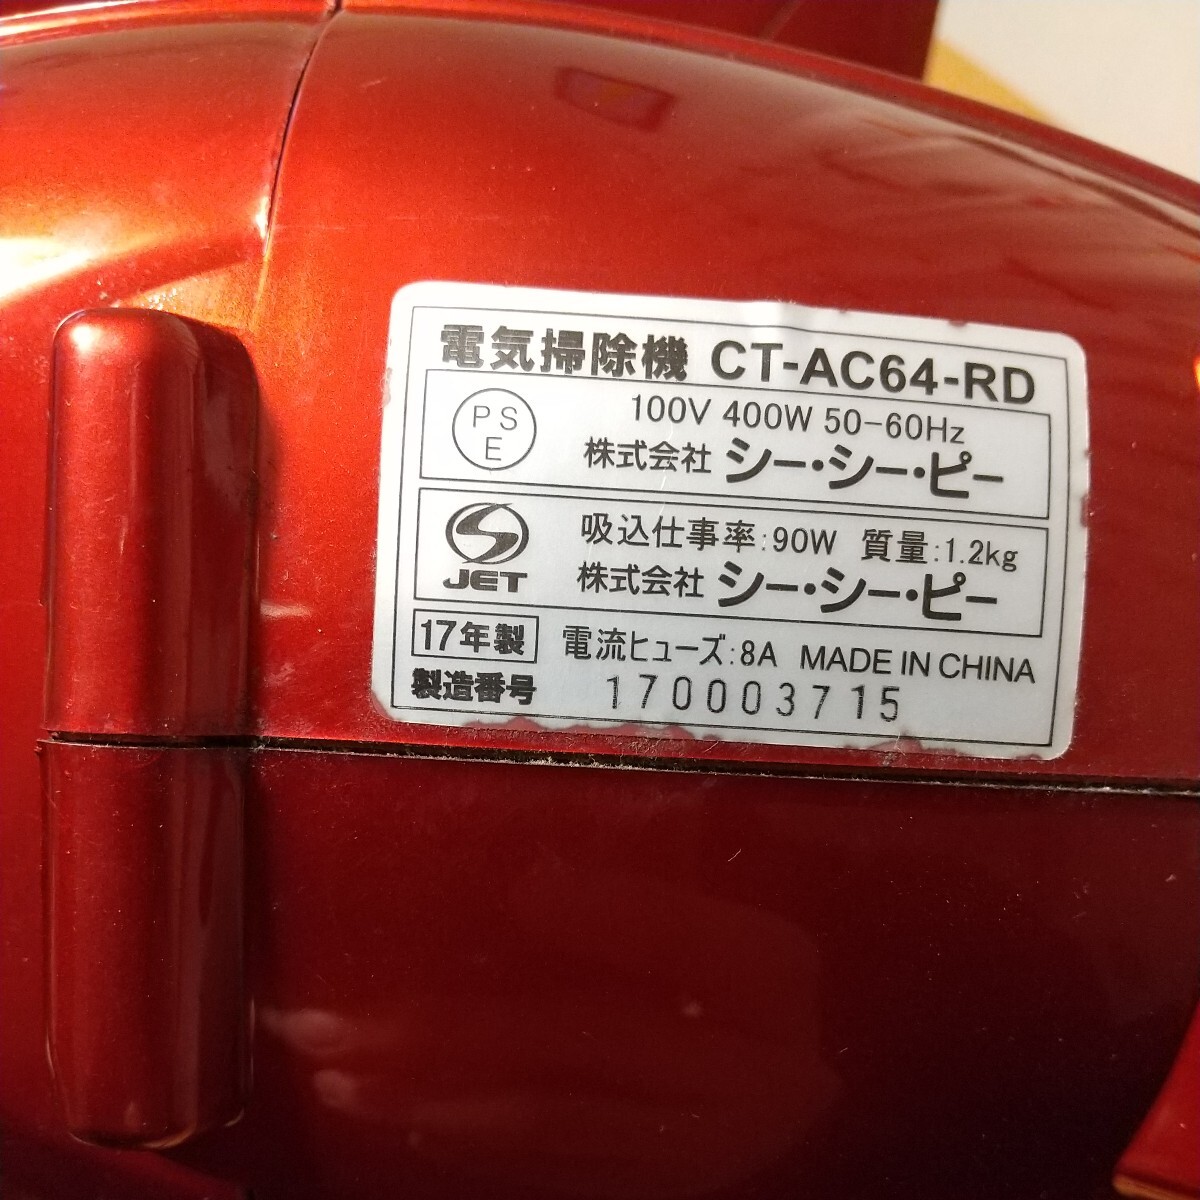 電気掃除機 CT-AC64-RD
PSE
100V 400W 50-60Hz
株式会社 シー・シー・ピー
JET
吸込仕事率:90W 質量:1.2kg
株式会社 シー・シー・ピー
17年製 電流ヒューズ:8A MADE IN CHINA
製造番号 170003715